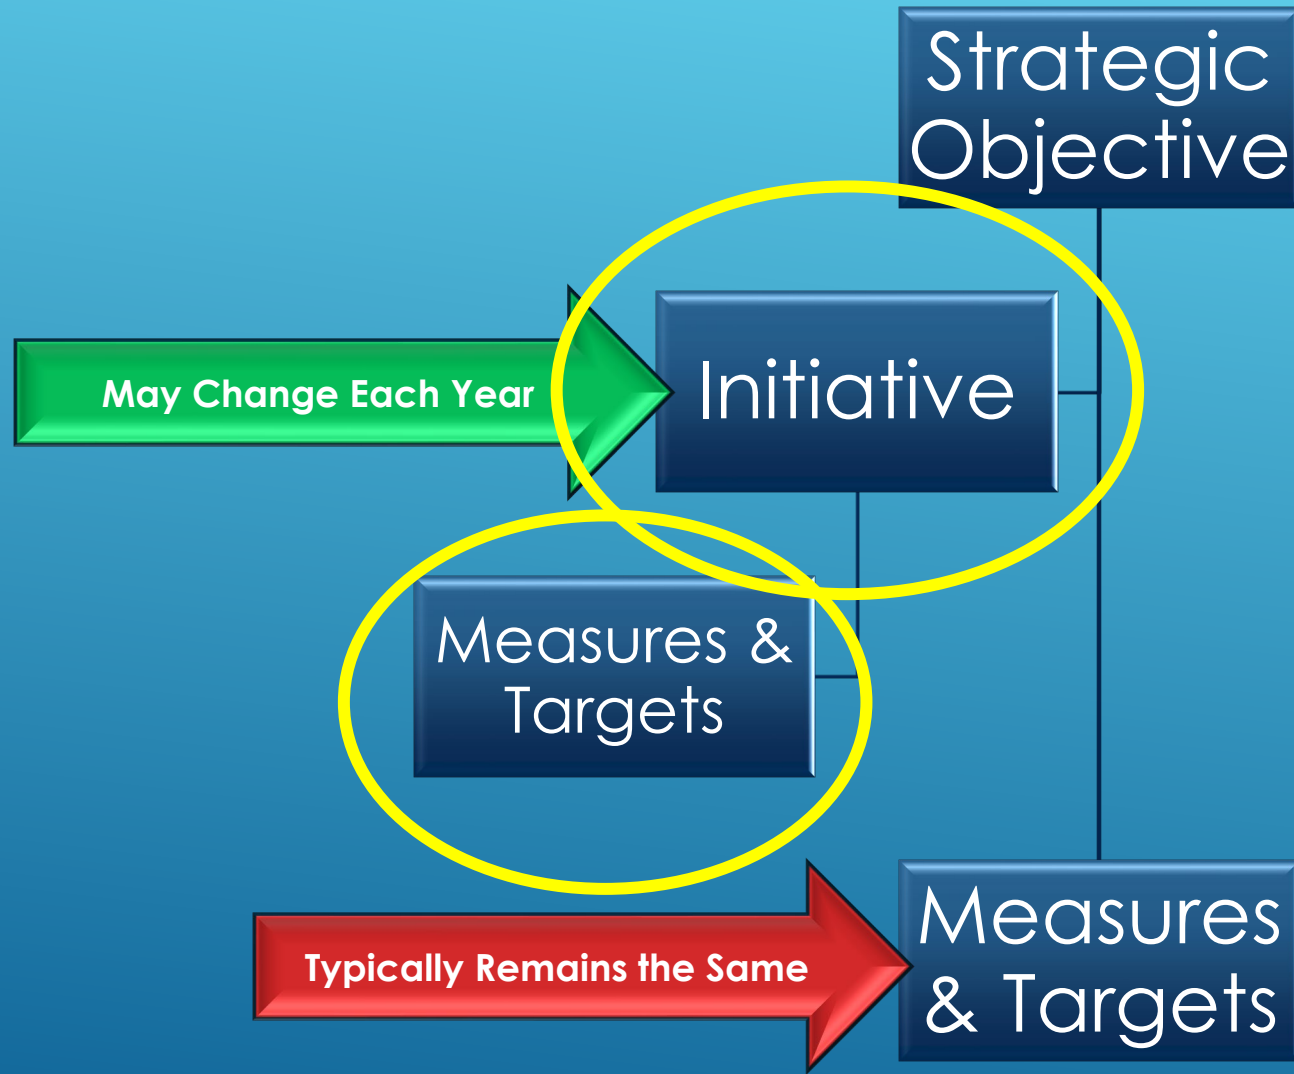 Strategic
Objective
May Change Each Year
Initiative
Measures &
Targets
Typically Remains the Same
Measures
& Targets